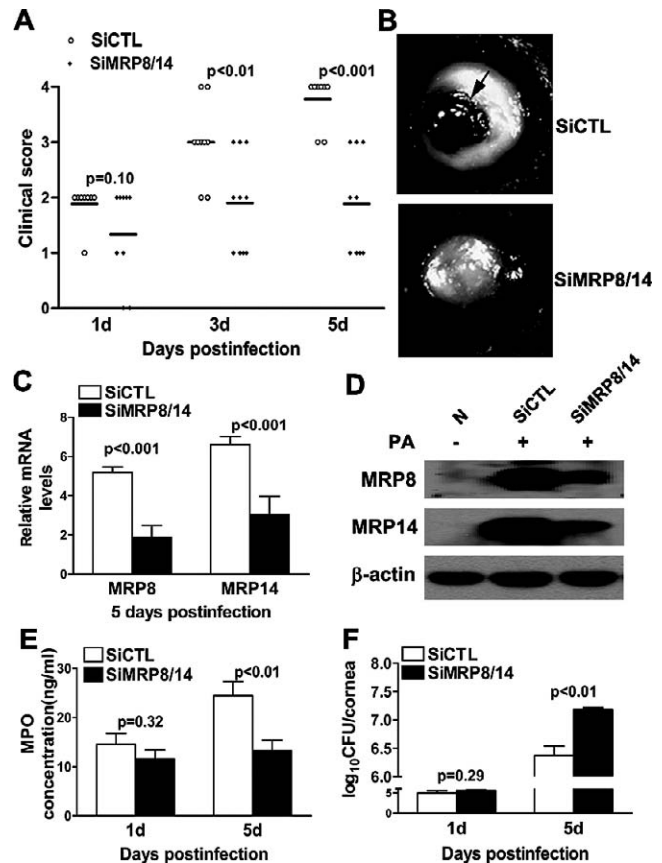 A
SiCTL
SiMRP8/14
p=0.10
p<0.01
p<0.001
Clinical score
4
3
2
1
0
1d
3d
5d
Days postinfection
B
SiCTL
SiMRP8/14
C
SiCTL
SiMRP8/14
p<0.001
p<0.001
Relative mRNA
levels
8
6
4
2
0
MRP8
MRP14
5 days postinfection
D
N
SiCTL
SiMRP8/14
PA
-
+
+
MRP8
MRP14
β-actin
E
SiCTL
SiMRP8/14
p=0.32
p<0.01
MPO
concentration(ng/ml)
30
20
10
0
1d
5d
Days postinfection
F
SiCTL
SiMRP8/14
p=0.29
p<0.01
log10CFU/cornea
8.0
7.5
7.0
6.5
6.0
5
0
1d
5d
Days postinfection